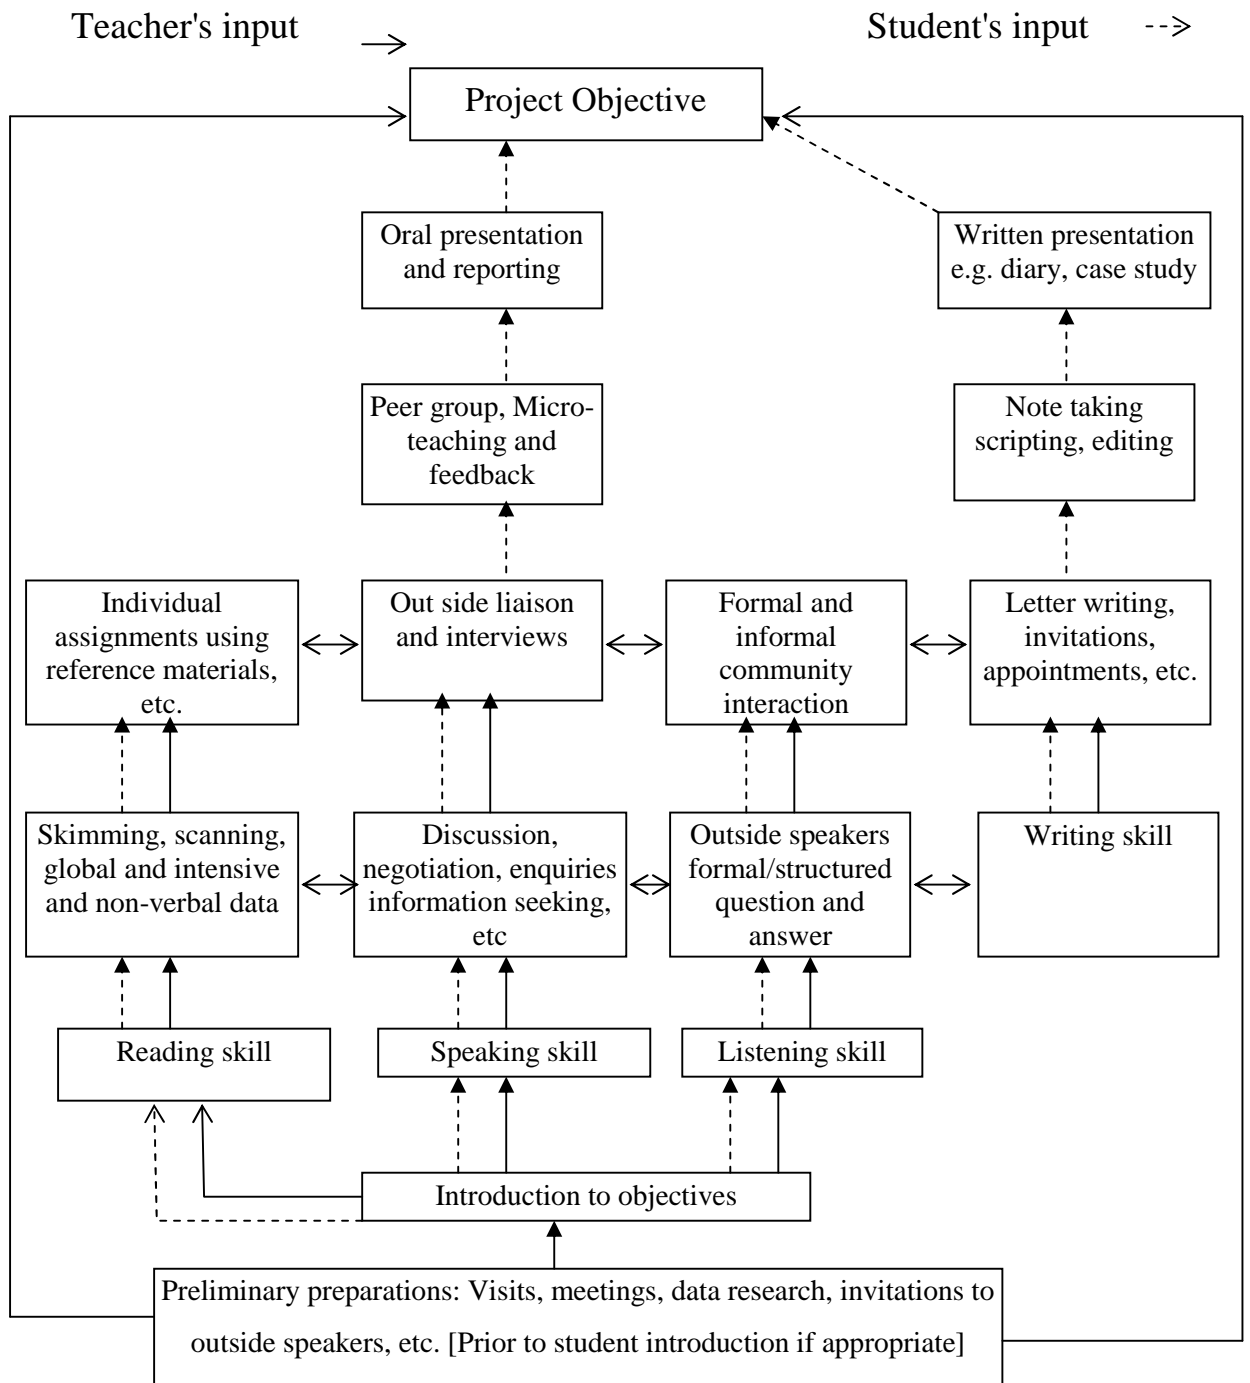 Teacher's input
Student's input
Project Objective
Oral presentation
and reporting
Written presentation
e.g. diary, case study
Peer group, Micro-
teaching and
feedback
Note taking
scripting, editing
Individual
assignments using
reference materials,
etc.
Out side liaison
and interviews
Formal and
informal
community
interaction
Letter writing,
invitations,
appointments, etc.
Skimming, scanning,
global and intensive
and non-verbal data
Discussion,
negotiation, enquiries
information seeking,
etc
Outside speakers
formal/structured
question and
answer
Writing skill
Reading skill
Speaking skill
Listening skill
Introduction to objectives
Preliminary preparations: Visits, meetings, data research, invitations to
outside speakers, etc. [Prior to student introduction if appropriate]